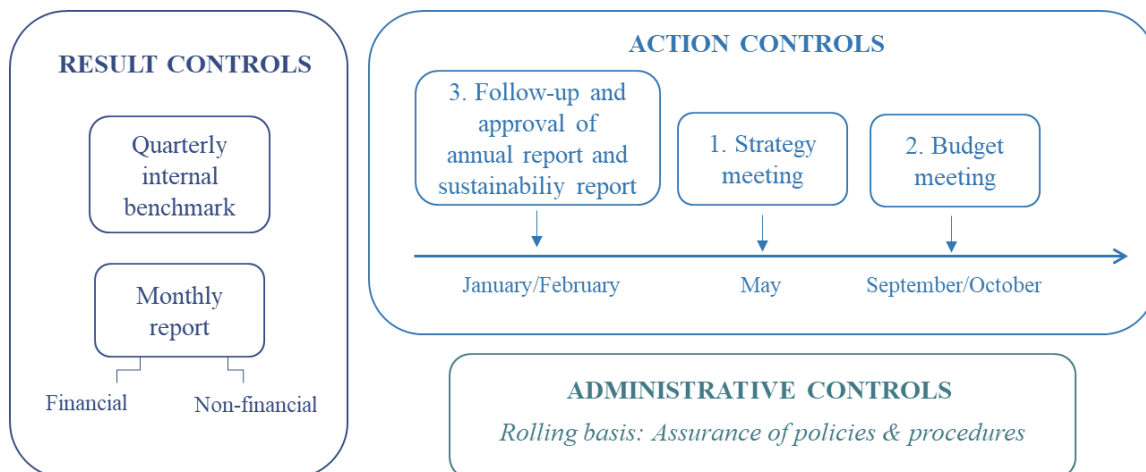 RESULT CONTROLS
Quarterly
internal
benchmark
Monthly
report
Financial
Non-financial
ACTION CONTROLS
3. Follow-up and
approval of
annual report and
sustainabiliy report
1. Strategy
meeting
2. Budget
meeting
January/February
May
September/October
ADMINISTRATIVE CONTROLS
Rolling basis: Assurance of policies & procedures